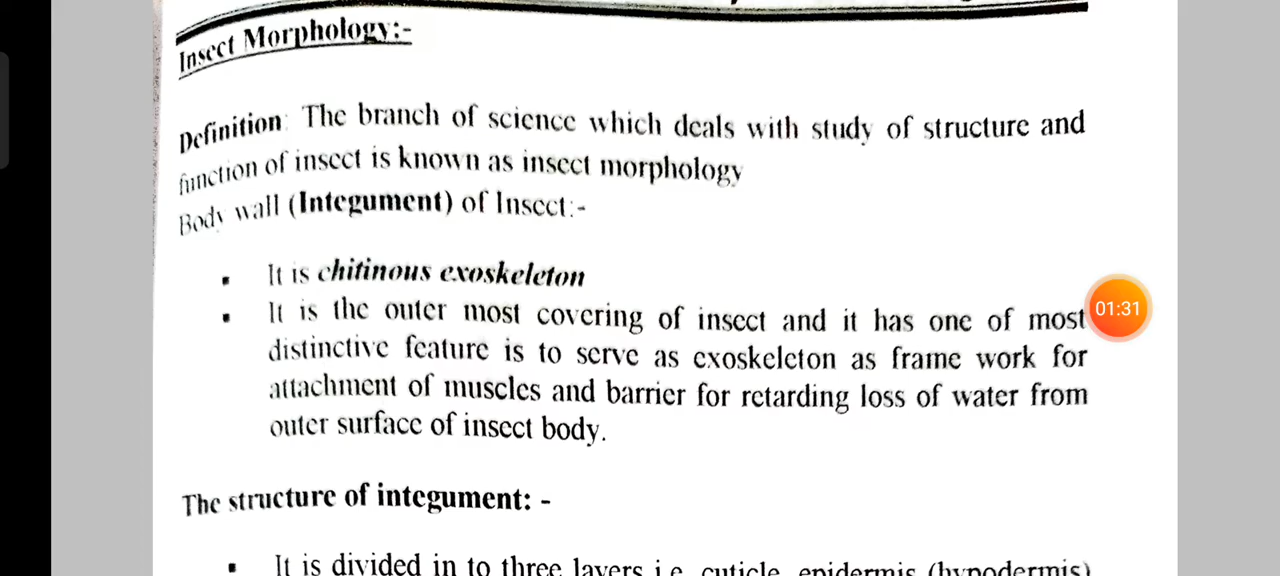 Insect Morphology:-
Definition: The branch of science which deals with study of structure and
function of insect is known as insect morphology
Body wall (Integument) of Insect:-
▪ It is chitinous exoskeleton
▪ It is the outer most covering of insect and it has one of most
distinctive feature is to serve as exoskeleton as frame work for
attachment of muscles and barrier for retarding loss of water from
outer surface of insect body.
01:31
The structure of integument: -
▪ It is divided in to three layers i.e. cuticle, epidermis (hypodermis)